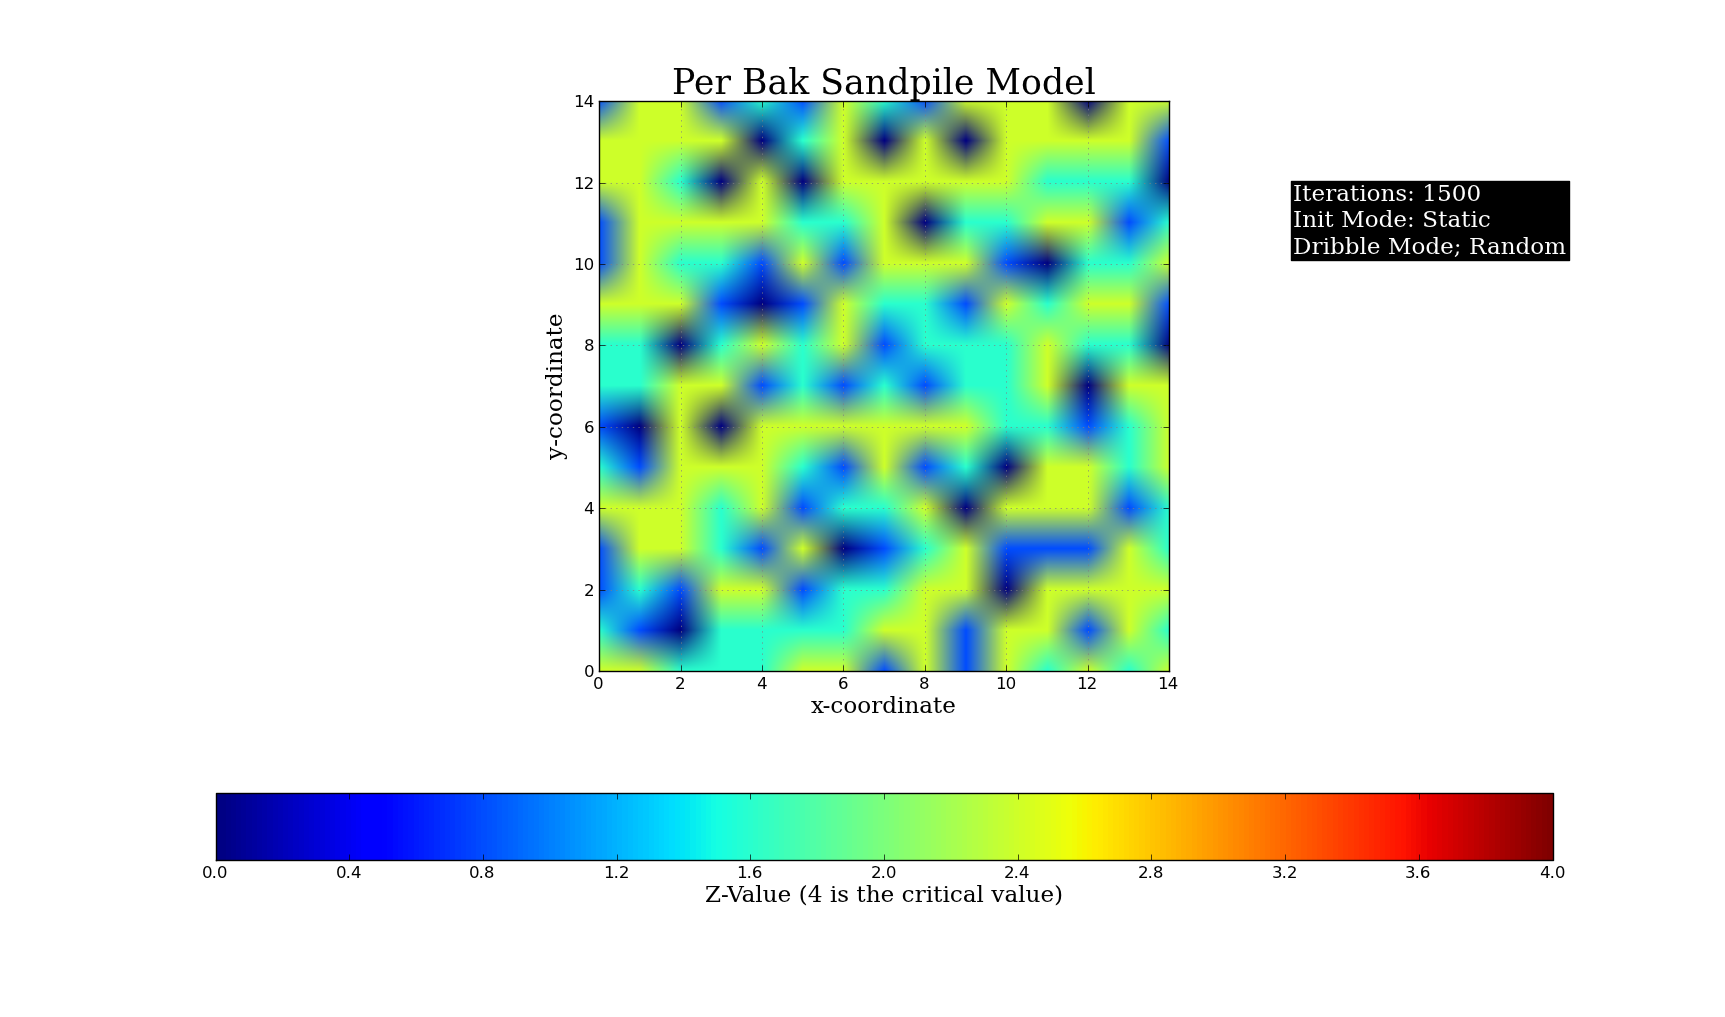 Per Bak Sandpile Model
14
12
10
8
6
4
2
0
y-coordinate
0 2 4 6 8 10 12 14
x-coordinate
Iterations: 1500
Init Mode: Static
Dribble Mode; Random
0.0 0.4 0.8 1.2 1.6 2.0 2.4 2.8 3.2 3.6 4.0
Z-Value (4 is the critical value)